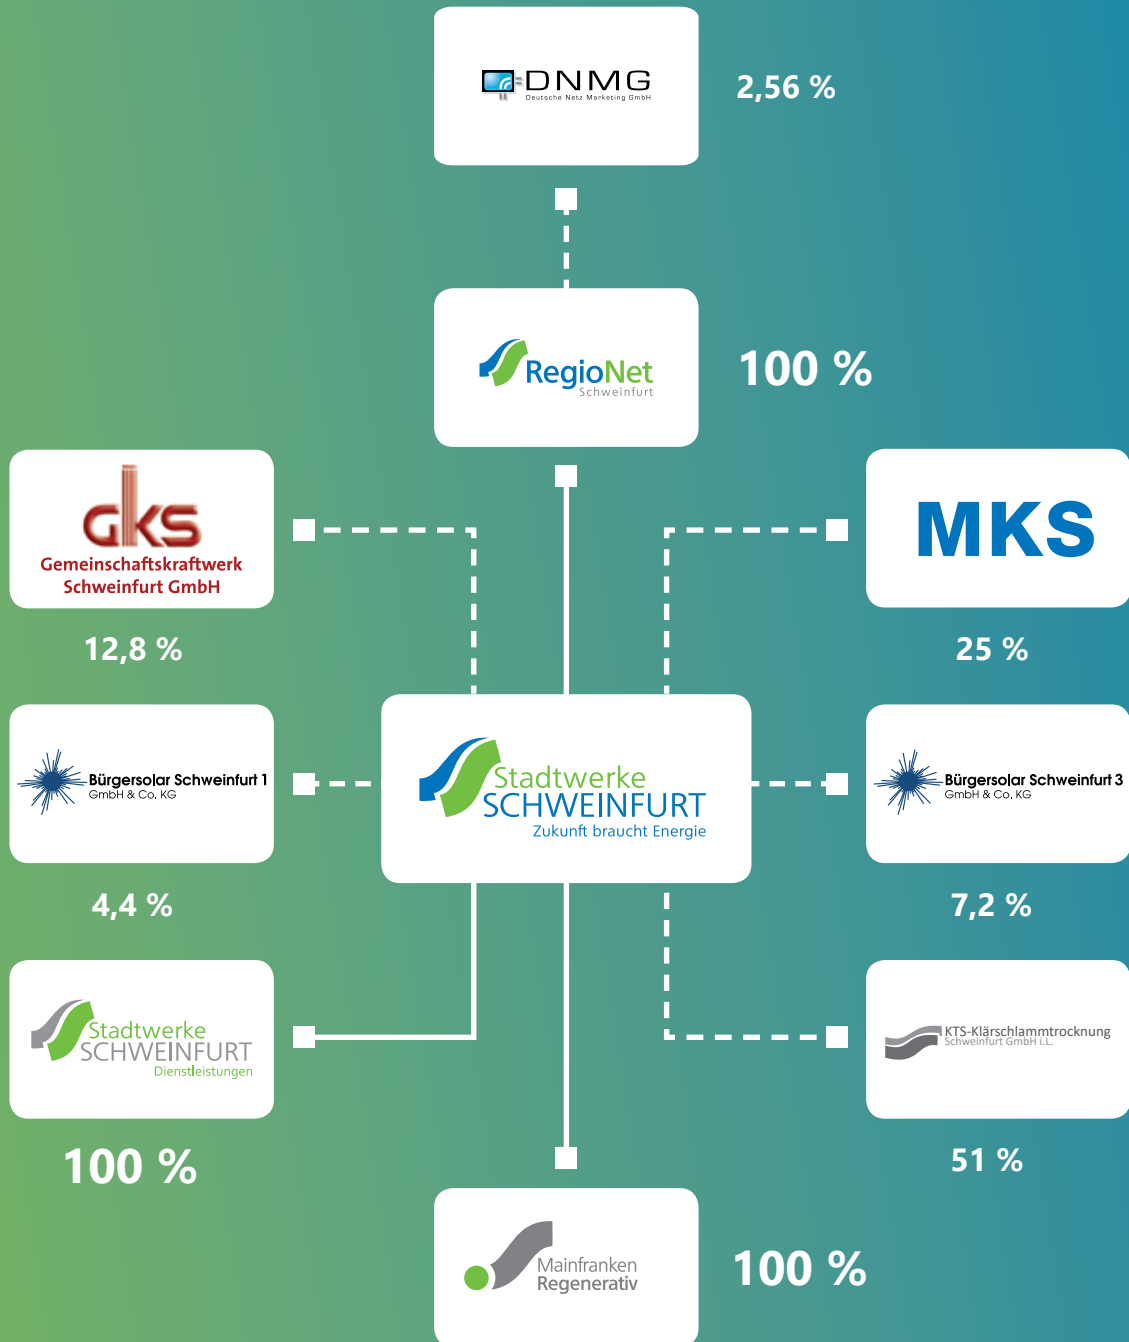 DNMG
Deutsche Netz Marketing GmbH
2,56 %
RegioNet
Schweinfurt
100 %
GKS
Gemeinschaftskraftwerk
Schweinfurt GmbH
12,8 %
MKS
25 %
Bürgersolar Schweinfurt 1
GmbH & Co. KG
4,4 %
Stadtwerke
SCHWEINFURT
Zukunft braucht Energie
Bürgersolar Schweinfurt 3
GmbH & Co. KG
7,2 %
Stadtwerke
SCHWEINFURT
Dienstleistungen
100 %
KTS-Klärschlammtrocknung
Schweinfurt GmbH i.L.
51 %
Mainfranken
Regenerativ
100 %